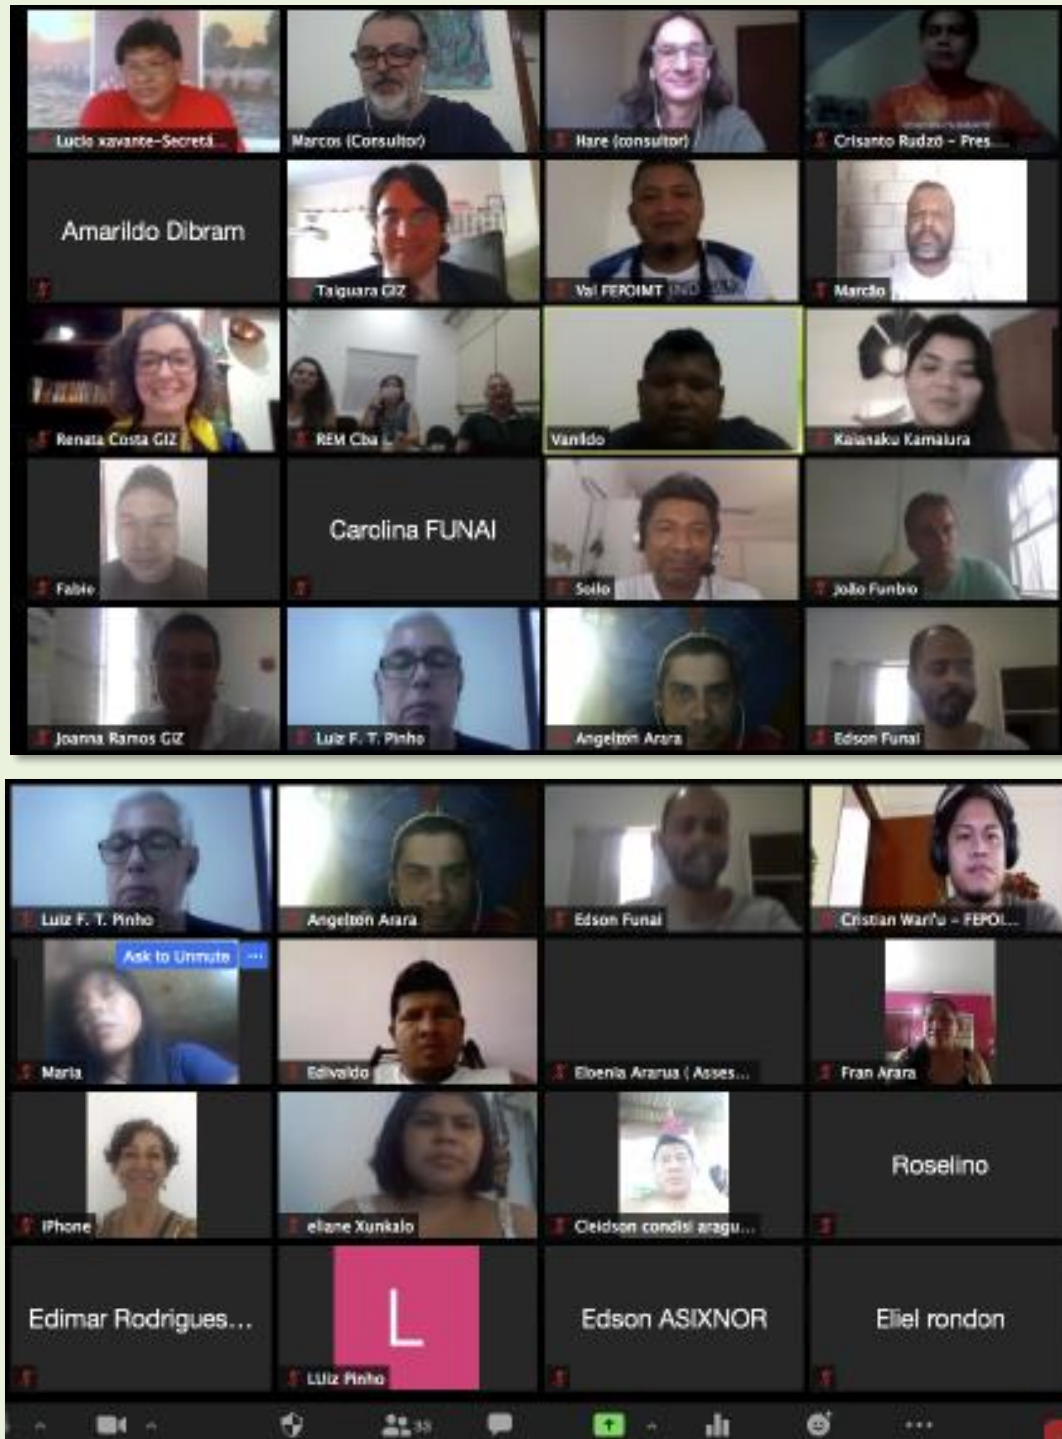 Lucio xavante-Secretá...
Marcos (Consultor)
Hare (consultor)
Crisanto Rudzö - Pres...
Amarildo Dibram
Taiguara GIZ
Val FEPOIMT
Marcão
Renata Costa GIZ
REM Cba
Vanildo
Kaianaku Kamaiura
Fabio
Carolina FUNAI
Soilo
João Funbio
Joanna Ramos GIZ
Luiz F. T. Pinho
Angelton Arara
Edson Funai
Luiz F. T. Pinho
Angelton Arara
Edson Funai
Cristian Wari'u - FEPOI...
Ask to Unmute ...
Maria
Edivaldo
Eloenia Ararua ( Asses...
Fran Arara
iPhone
eliane Xunkalo
Cleidson condisi aragu...
Roselino
Edimar Rodrigues...
L
LUiz Pinho
Edson ASIXNOR
Eliel rondon
33